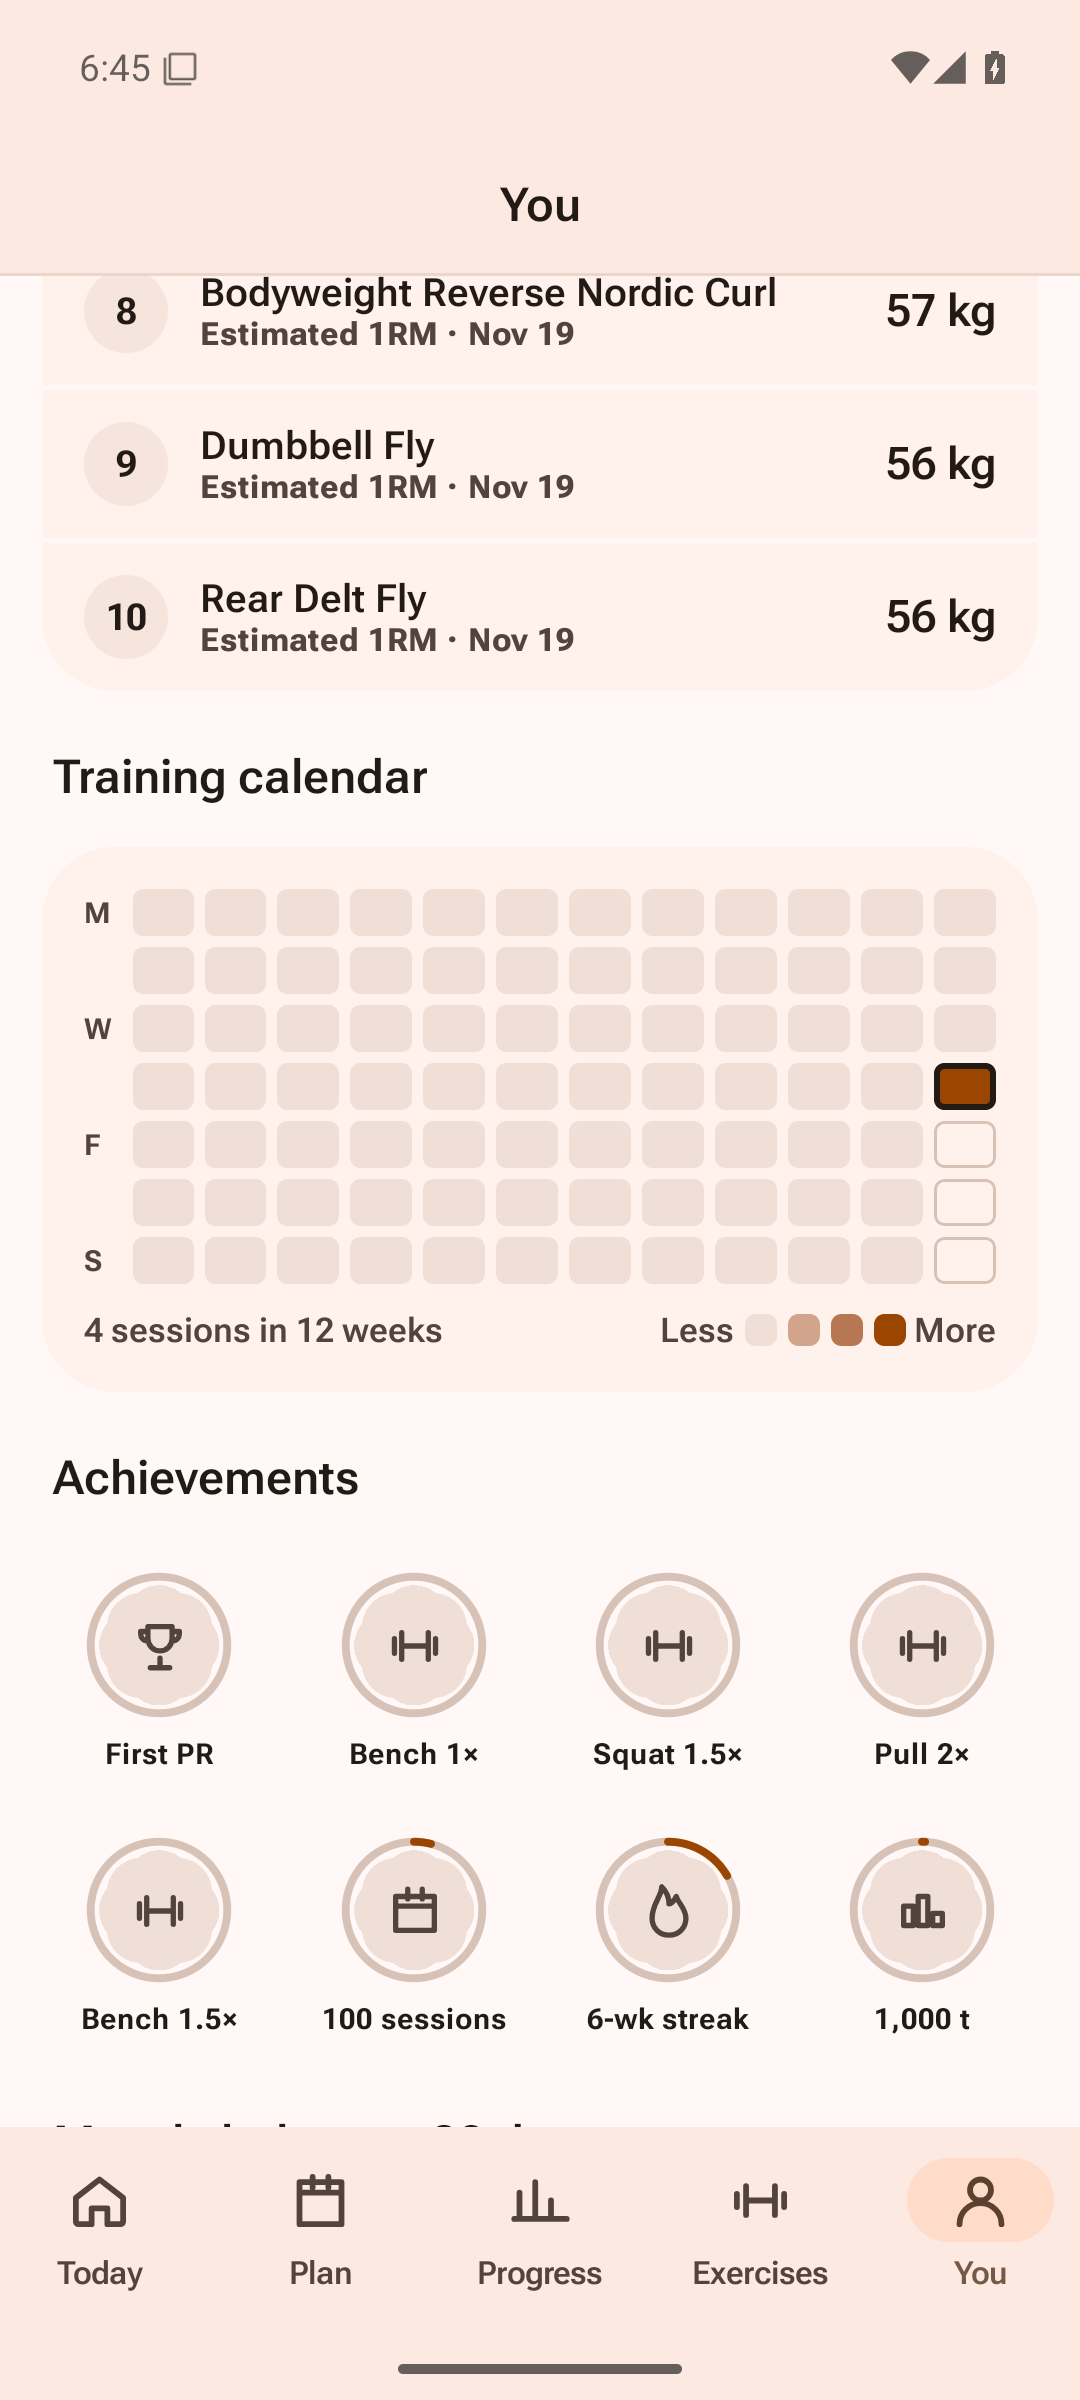 6:45
You
8
Bodyweight Reverse Nordic Curl
57 kg
Estimated 1RM · Nov 19
9
Dumbbell Fly
56 kg
Estimated 1RM · Nov 19
10
Rear Delt Fly
56 kg
Estimated 1RM · Nov 19
Training calendar
M
W
F
S
4 sessions in 12 weeks
Less
More
Achievements
First PR
Bench 1×
Squat 1.5×
Pull 2×
Bench 1.5×
100 sessions
6-wk streak
1,000 t
Today
Plan
Progress
Exercises
You